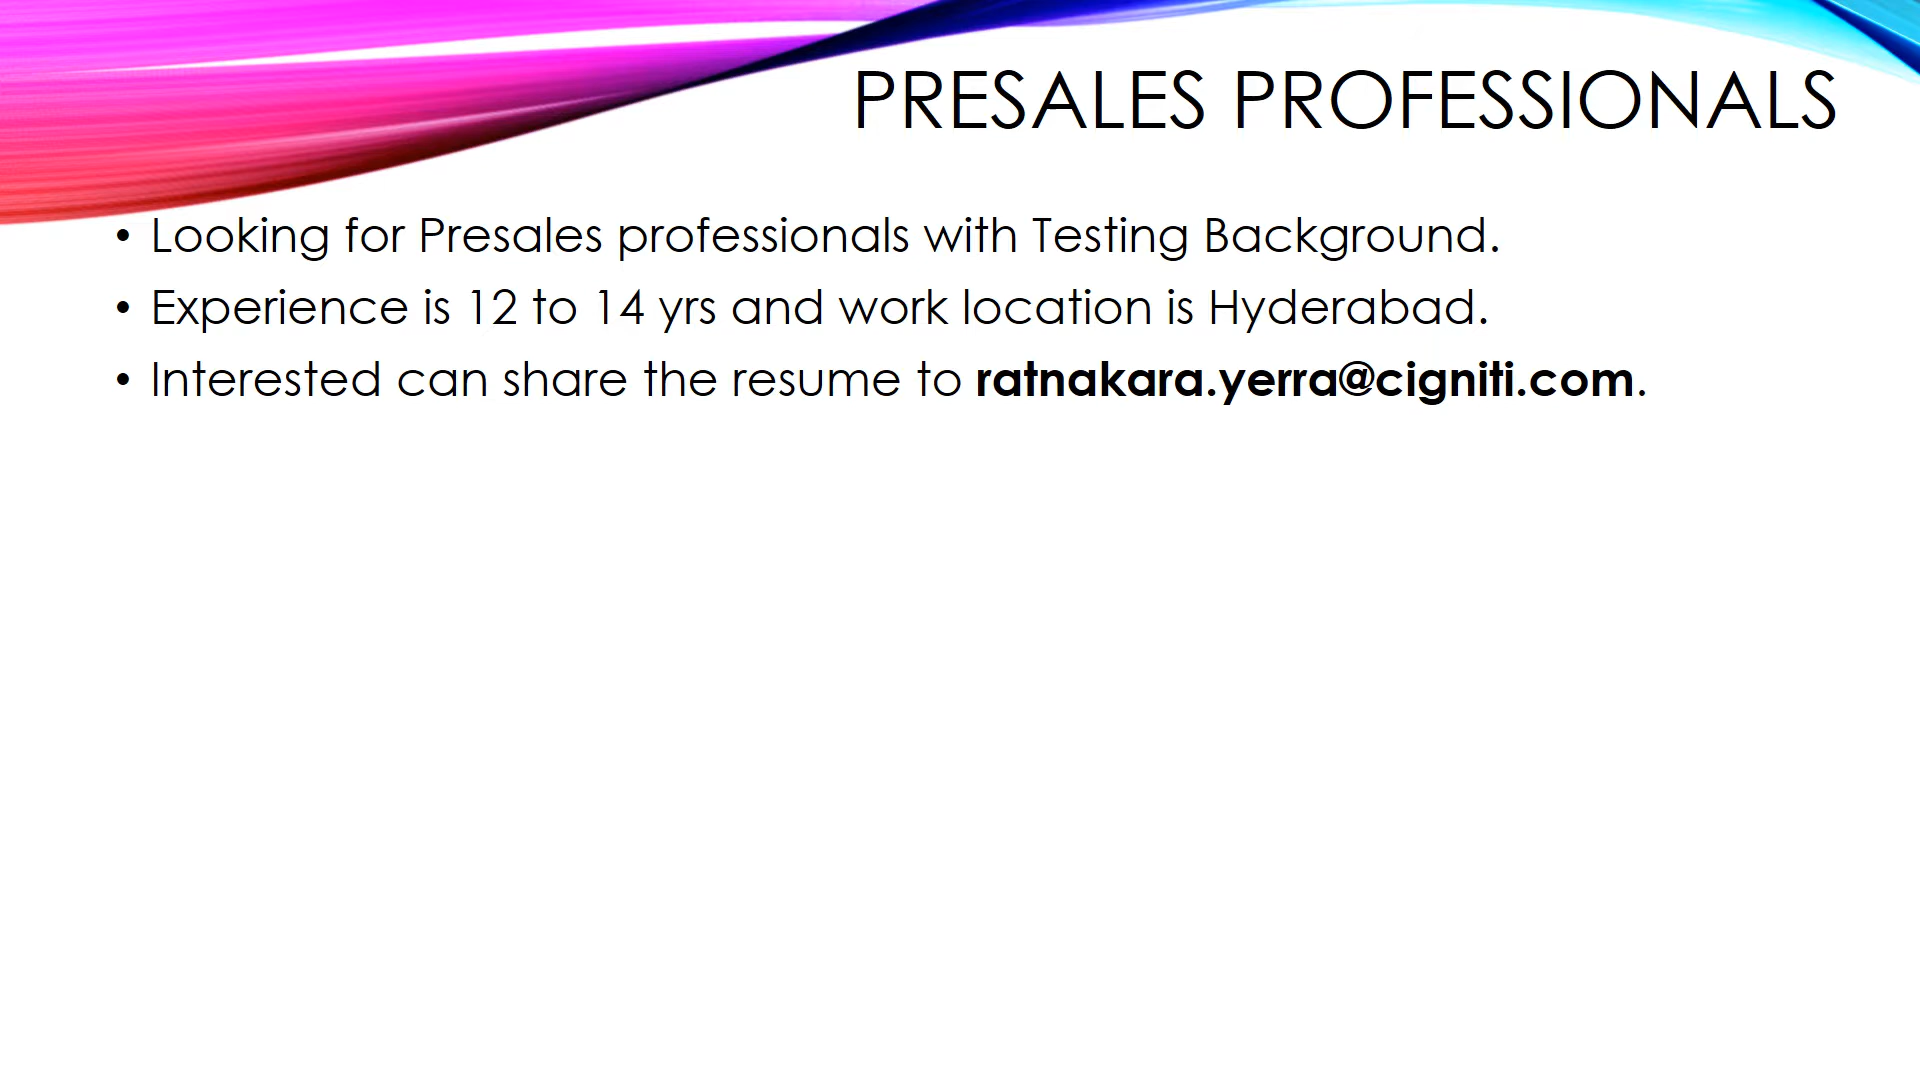 PRESALES PROFESSIONALS
• Looking for Presales professionals with Testing Background.
• Experience is 12 to 14 yrs and work location is Hyderabad.
• Interested can share the resume to ratnakara.yerra@cigniti.com.